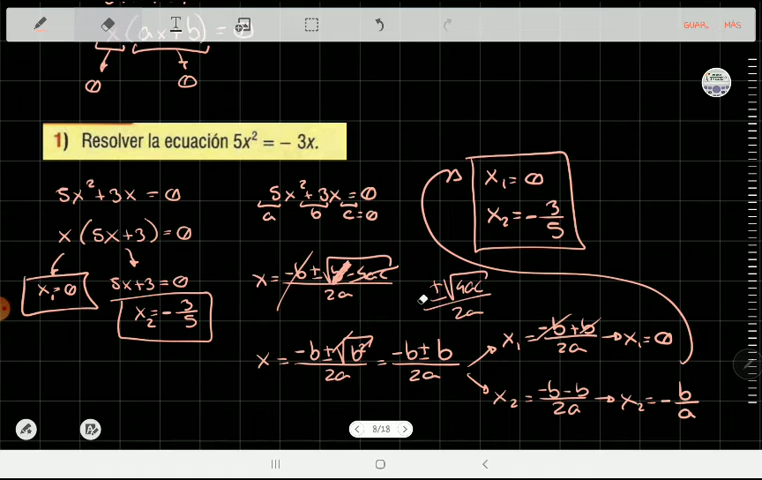 GUAR. MÁS
x(ax+b) = 0
0 0
1) Resolver la ecuación 5x² = − 3x.
5x²+3x=0
x(5x+3)=0
x₁=0
5x+3=0
x₂=-3/5
5x²+3x=0
a b c=0
x=
2a
±√4ac
2a
x=-b±√b²/2a=-b±b/2a
x₁=-b+b/2a→x₁=0
x₂=-b-b/2a→x₂=-b/a
x₁=0
x₂=-3/5
8/18